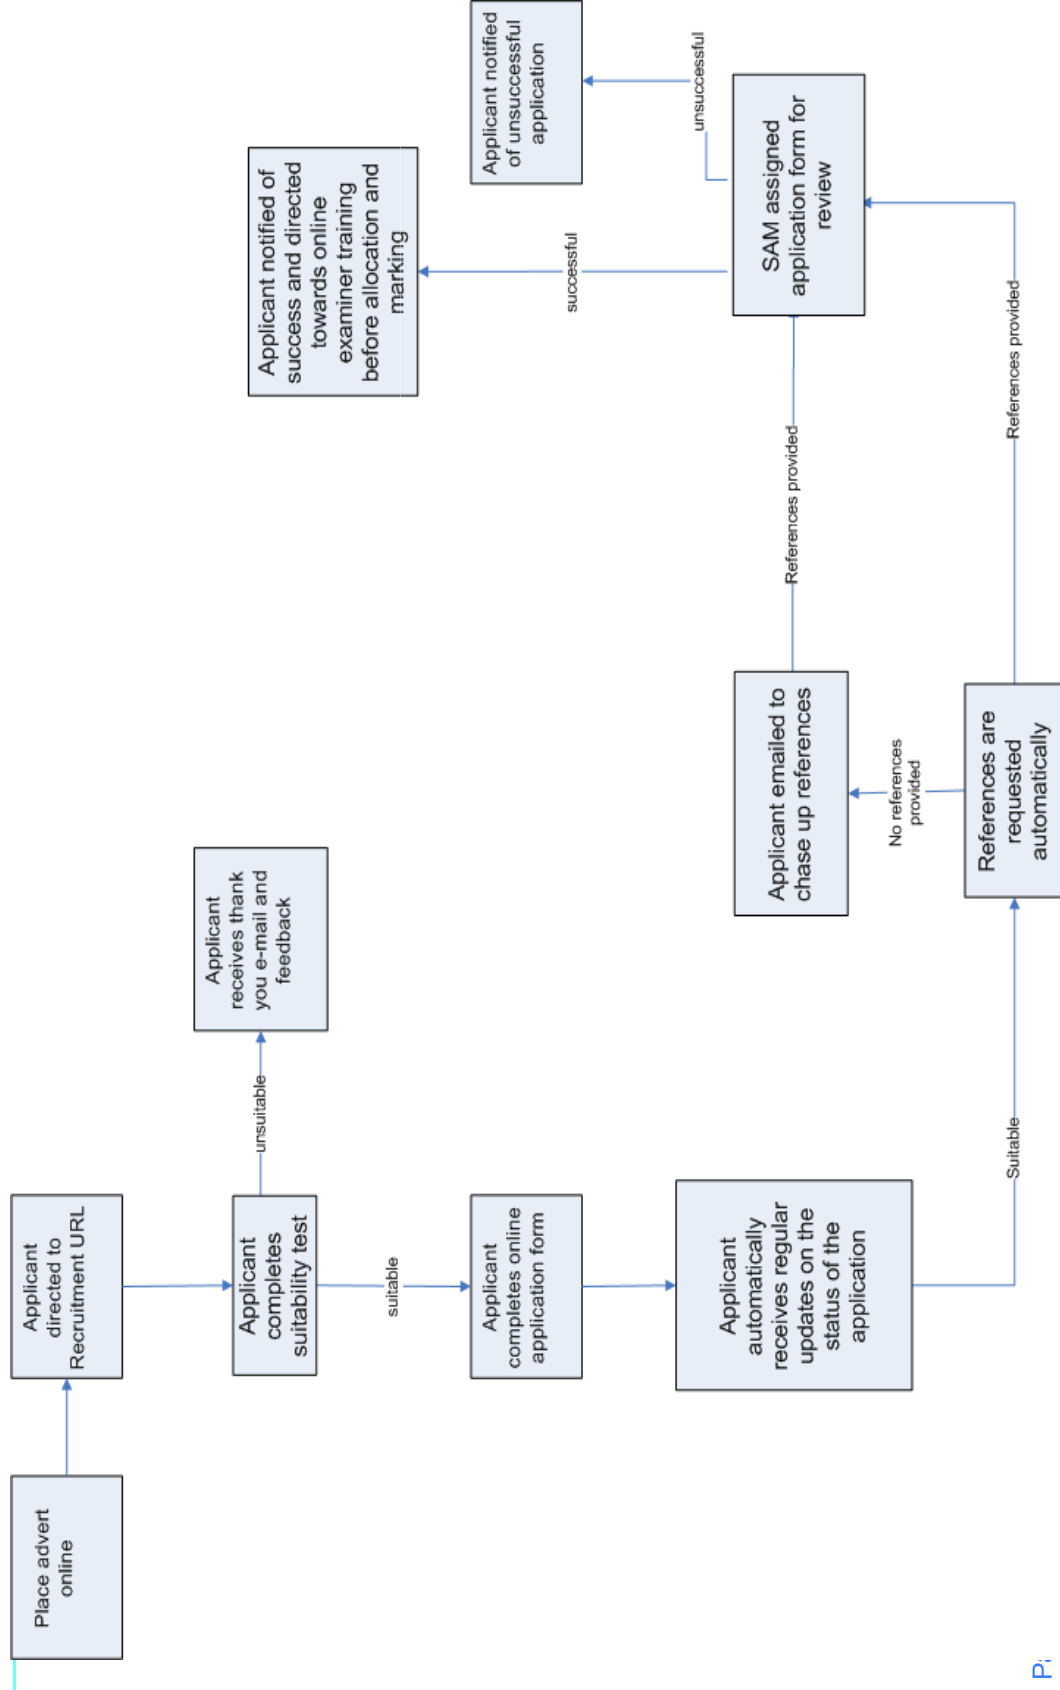 Place advert
online
Applicant
directed to
Recruitment URL
Applicant
completes
suitability test
unsuitable
Applicant
receives thank
you e-mail and
feedback
suitable
Applicant
completes online
application form
Applicant
automatically
receives regular
updates on the
status of the
application
Suitable
References are
requested
automatically
No references
provided
Applicant emailed to
chase up references
References provided
References provided
SAM assigned
application form for
review
successful
Applicant notified of
success and directed
towards online
examiner training
before allocation and
marking
unsuccessful
Applicant notified
of unsuccessful
application